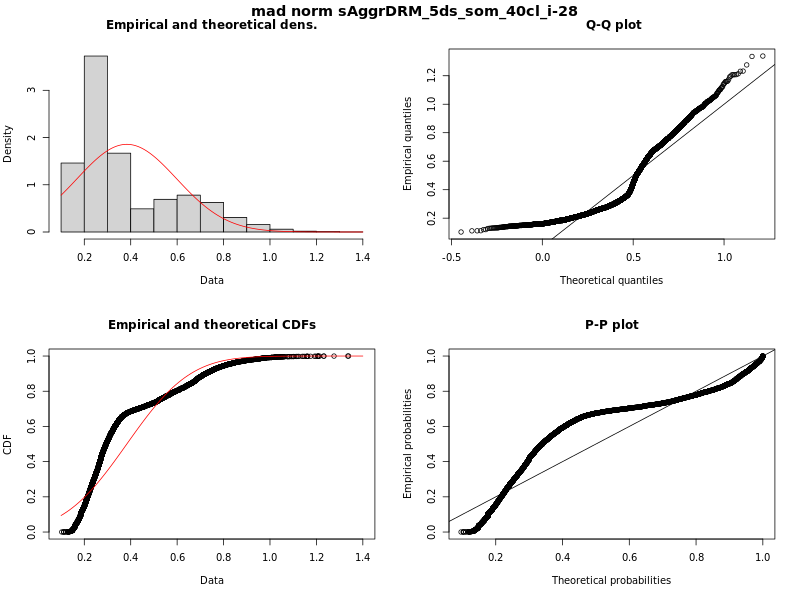 mad norm sAggrDRM_5ds_som_40cl_i-28
Empirical and theoretical dens.
Density
0
1
2
3
0.2 0.4 0.6 0.8 1.0 1.2 1.4
Data
Q-Q plot
Empirical quantiles
0.2 0.4 0.6 0.8 1.0 1.2
-0.5 0.0 0.5 1.0
Theoretical quantiles
Empirical and theoretical CDFs
CDF
0.0 0.2 0.4 0.6 0.8 1.0
0.2 0.4 0.6 0.8 1.0 1.2 1.4
Data
P-P plot
Empirical probabilities
0.0 0.2 0.4 0.6 0.8 1.0
0.2 0.4 0.6 0.8 1.0
Theoretical probabilities